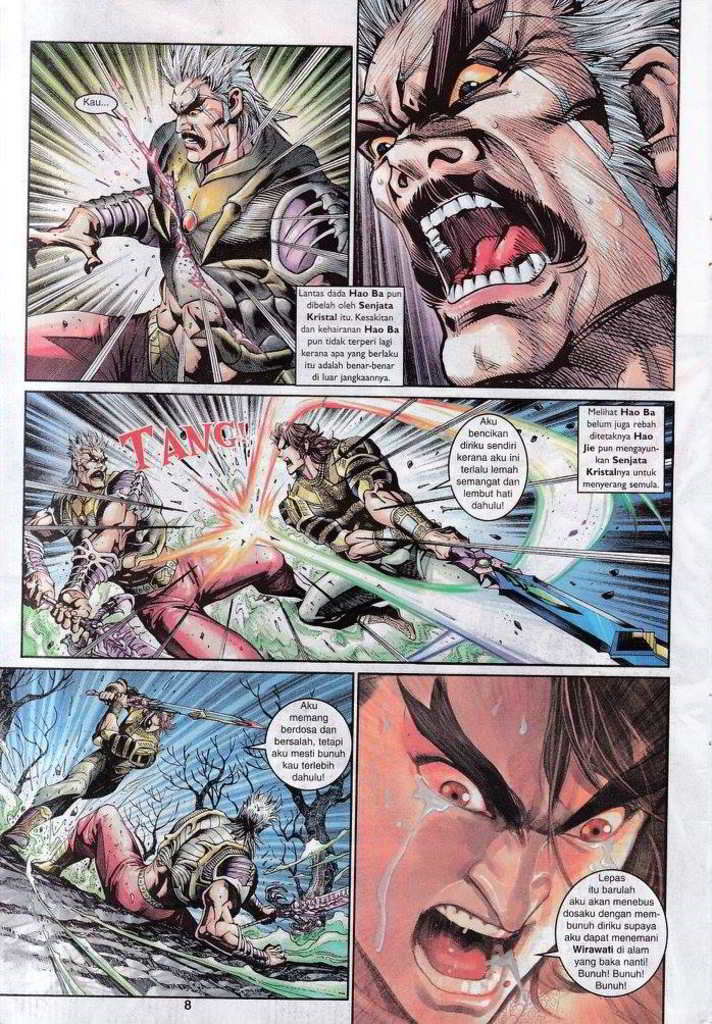 Kau...
Lantas dada Hao Ba pun
dibelah oleh Senjata
Kristal itu. Kesakitan
dan kehairanan Hao Ba
pun tidak terperi lagi
kerana apa yang berlaku
itu adalah benar-benar
di luar jangkaannya.
TANG!
Aku
bencikan
diriku sendiri
kerana aku ini
terlalu lemah
semangat dan
lembut hati
dahulu!
Melihat Hao Ba
belum juga rebah
ditetaknya Hao
Jie pun mengayun-
kan Senjata
Kristalnya untuk
menyerang semula.
Aku
memang
berdosa dan
bersalah, tetapi
aku mesti bunuh
kau terlebih
dahulu!
Lepas
itu barulah
aku akan menebus
dosaku dengan mem-
bunuh diriku supaya
aku dapat menemani
Wirawati di alam
yang baka nanti!
Bunuh! Bunuh!
Bunuh!
8